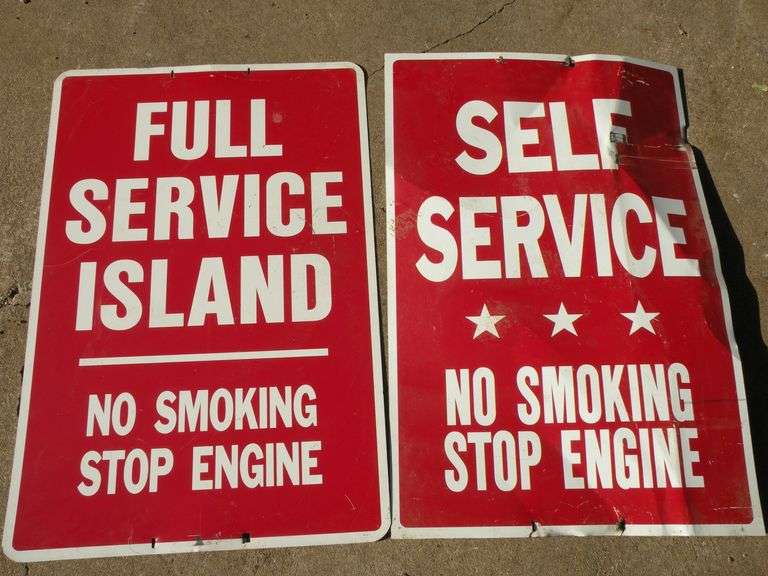 FULL
SERVICE
ISLAND
NO SMOKING
STOP ENGINE
SELF
SERVICE
NO SMOKING
STOP ENGINE